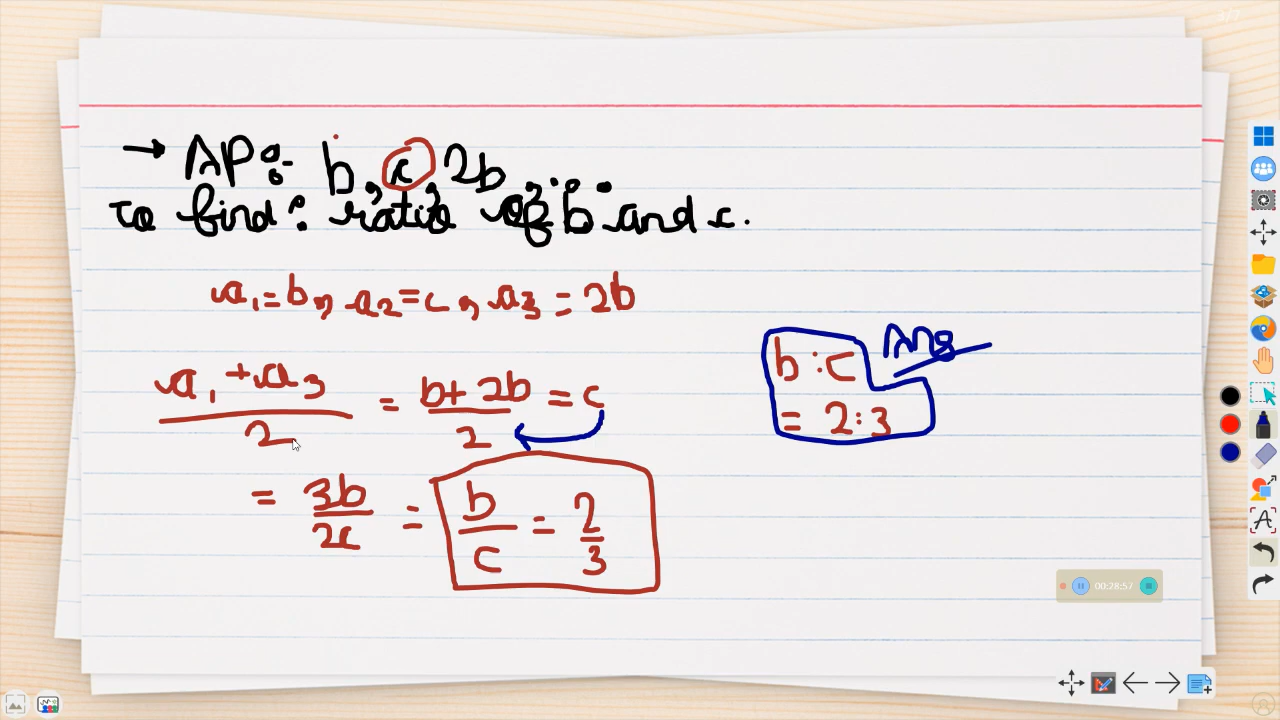 → AP:- b, c, 2b, . . .
to find : ratio of b and c.
a₁ = b, a₂ = c, a₃ = 2b
a₁ + a₃ / 2 = b + 2b / 2 = c
= 3b / 2c = b / c = 2 / 3
b : c Ans
= 2 : 3
00:28:57